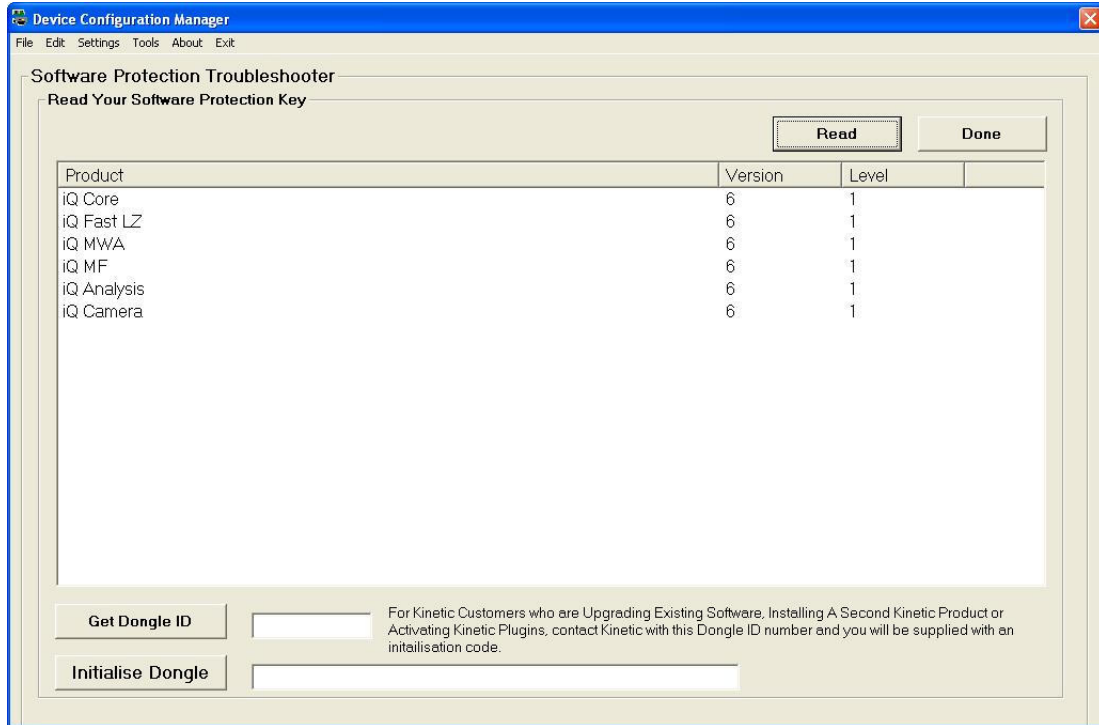 Device Configuration Manager
File Edit Settings Tools About Exit
Software Protection Troubleshooter
Read Your Software Protection Key
Read Done
Product Version Level
iQ Core 6 1
iQ Fast LZ 6 1
iQ MWA 6 1
iQ MF 6 1
iQ Analysis 6 1
iQ Camera 6 1
Get Dongle ID
For Kinetic Customers who are Upgrading Existing Software, Installing A Second Kinetic Product or
Activating Kinetic Plugins, contact Kinetic with this Dongle ID number and you will be supplied with an
initailisation code.
Initialise Dongle